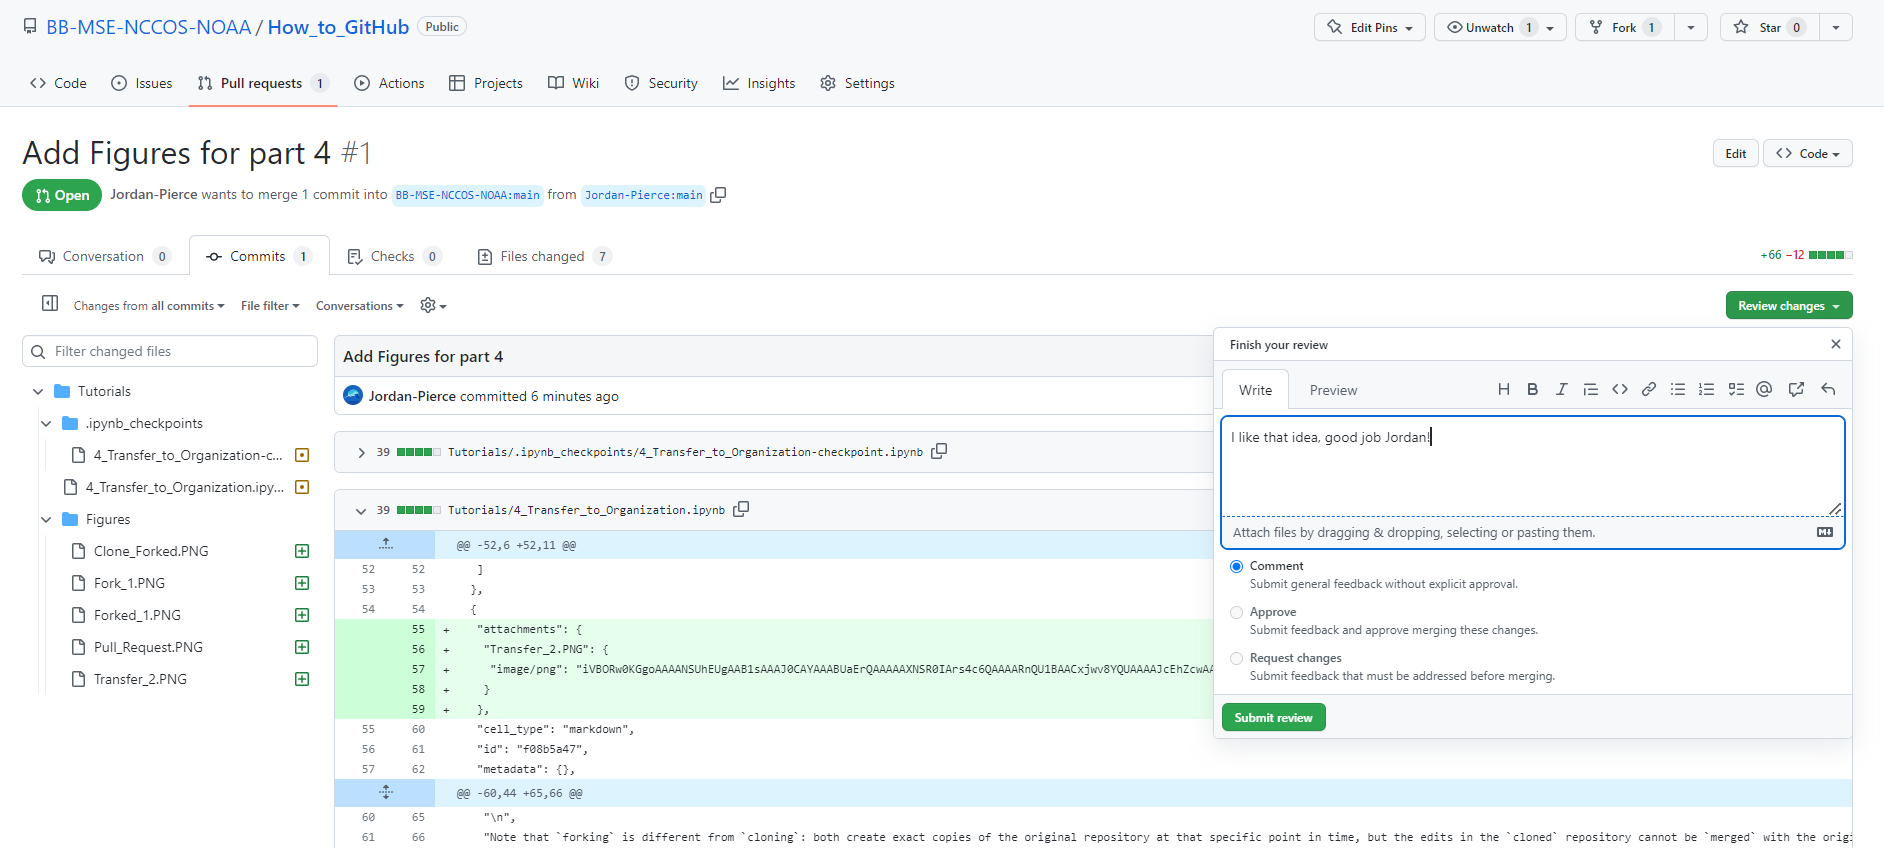 BB-MSE-NCCOS-NOAA / How_to_GitHub Public
Edit Pins Unwatch 1 Fork 1 Star 0
Code Issues Pull requests 1 Actions Projects Wiki Security Insights Settings
Add Figures for part 4 #1
Edit Code
Open Jordan-Pierce wants to merge 1 commit into BB-MSE-NCCOS-NOAA:main from Jordan-Pierce:main
Conversation 0 Commits 1 Checks 0 Files changed 7
+66 −12
Changes from all commits File filter Conversations
Review changes
Filter changed files
Tutorials
.ipynb_checkpoints
4_Transfer_to_Organization-c...
4_Transfer_to_Organization.ipy...
Figures
Clone_Forked.PNG
Fork_1.PNG
Forked_1.PNG
Pull_Request.PNG
Transfer_2.PNG
Add Figures for part 4
Jordan-Pierce committed 6 minutes ago
39 Tutorials/.ipynb_checkpoints/4_Transfer_to_Organization-checkpoint.ipynb
39 Tutorials/4_Transfer_to_Organization.ipynb
@@ -52,6 +52,11 @@
52 52 ]
53 53 },
54 54 {
55 + "attachments": {
56 + "Transfer_2.PNG": {
57 + "image/png":
58 + }
59 + },
55 60 "cell_type": "markdown",
56 61 "id": "f08b5a47",
57 62 "metadata": {},
@@ -60,44 +65,66 @@
60 65 "\n",
61 66 "Note that `forking` is different from `cloning`: both create exact copies of the original repository at that specific point in time, but the edits in the `cloned` repository cannot be `merged` with the origi
Finish your review
Write Preview
H B I @
I like that idea, good job Jordan!
Attach files by dragging & dropping, selecting or pasting them.
Comment
Submit general feedback without explicit approval.
Approve
Submit feedback and approve merging these changes.
Request changes
Submit feedback that must be addressed before merging.
Submit review